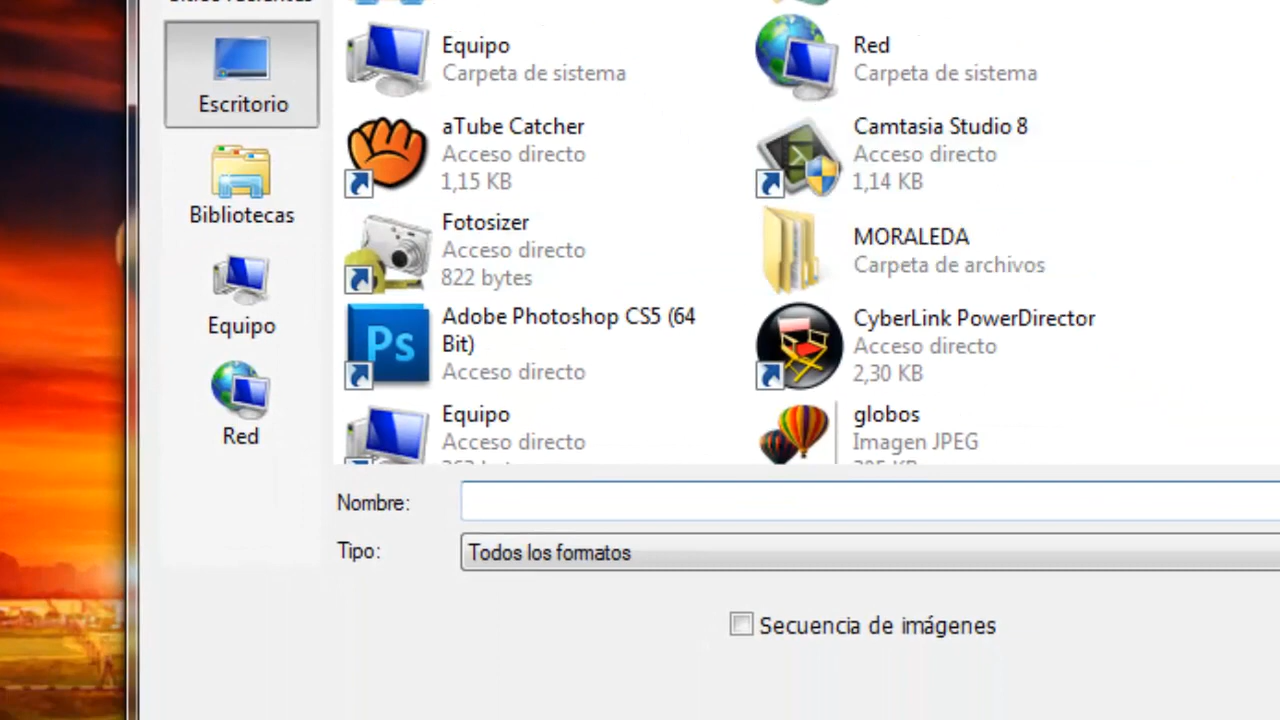 Escritorio
Bibliotecas
Equipo
Red
Equipo
Carpeta de sistema
Red
Carpeta de sistema
aTube Catcher
Acceso directo
1,15 KB
Camtasia Studio 8
Acceso directo
1,14 KB
Fotosizer
Acceso directo
822 bytes
MORALEDA
Carpeta de archivos
Ps
Adobe Photoshop CS5 (64
Bit)
Acceso directo
CyberLink PowerDirector
Acceso directo
2,30 KB
Equipo
Acceso directo
globos
Imagen JPEG
Nombre:
Tipo:
Todos los formatos
Secuencia de imágenes